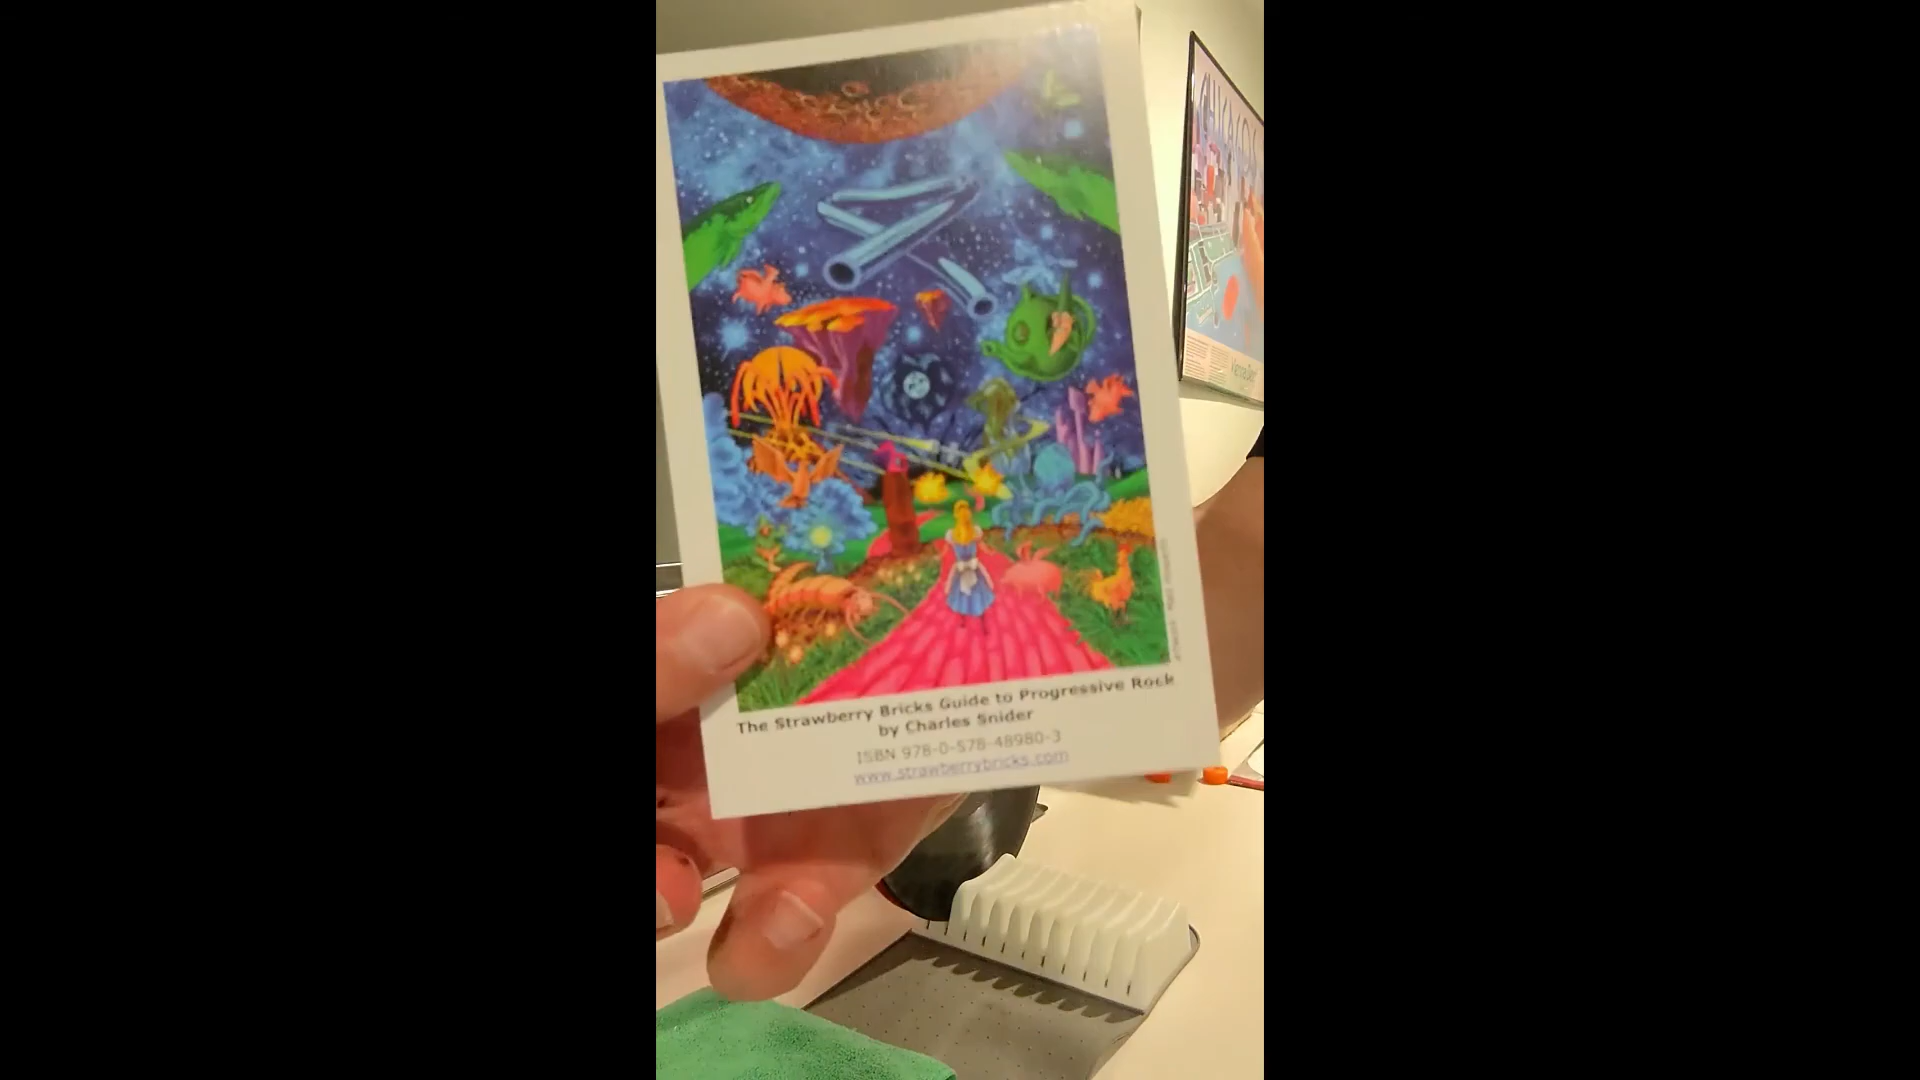 The Strawberry Bricks Guide to Progressive Rock
by Charles Snider
ISBN 978-0-578-48980-3
www.strawberrybricks.com
CHICAGO